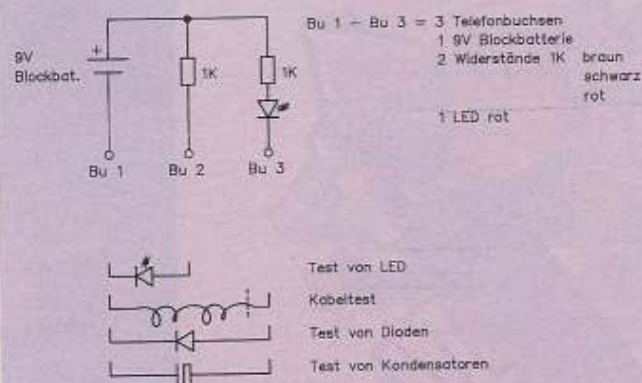 Bu 1 – Bu 3 = 3 Telefonbuchsen
1 9V Blockbatterie
2 Widerstände 1K braun
schwarz
rot
1 LED rot
+
9V
Blockbat.
1K
1K
Bu 1
Bu 2
Bu 3
Test von LED
Kabeltest
Test von Dioden
Test von Kondensatoren